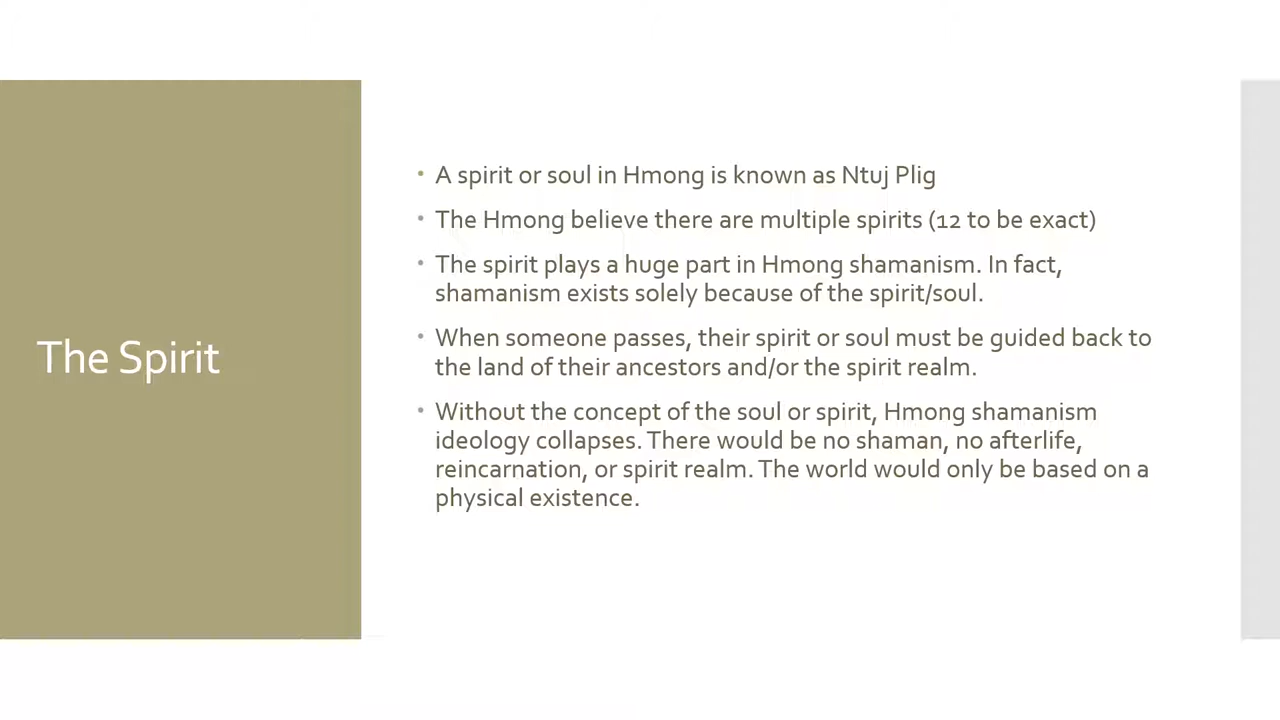 The Spirit
• A spirit or soul in Hmong is known as Ntuj Plig
• The Hmong believe there are multiple spirits (12 to be exact)
• The spirit plays a huge part in Hmong shamanism. In fact,
shamanism exists solely because of the spirit/soul.
• When someone passes, their spirit or soul must be guided back to
the land of their ancestors and/or the spirit realm.
• Without the concept of the soul or spirit, Hmong shamanism
ideology collapses. There would be no shaman, no afterlife,
reincarnation, or spirit realm. The world would only be based on a
physical existence.